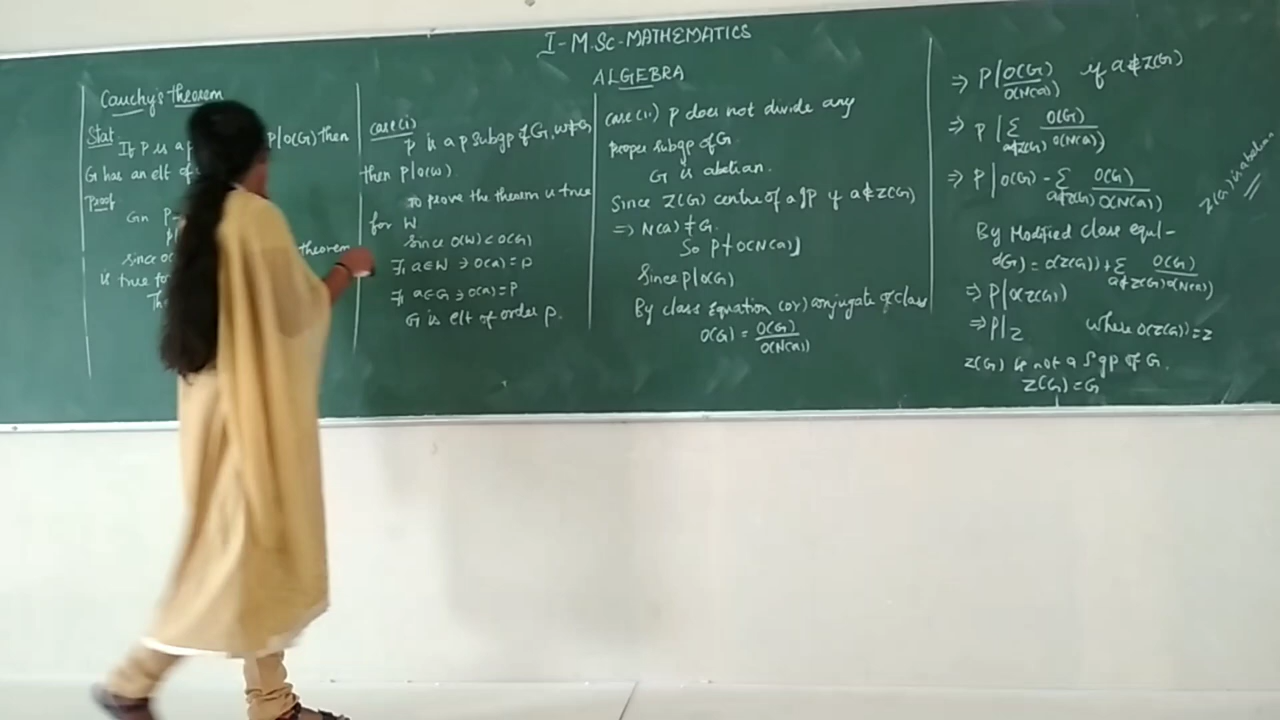 I - M.Sc - MATHEMATICS
ALGEBRA
Cauchy's theorem
Stat
If P is a p P|O(G) then
G has an elt of
Proof
Gn P
since theorem
is true fo
Th
case(i)
P is a p subgp of G, W≠G
then P|O(W)
To prove the theorem is true
for W
Since O(W) < O(G)
∃ a∈W ∋ O(a) = p
∃ a∈G ∋ O(a) = P
G is elt of order p.
case(ii) P does not divide any
proper subgp of G.
G is abelian.
Since Z(G) centre of a gp if a∉Z(G)
⇒ N(a) ≠ G.
So P∤O(N(a))
Since P|O(G)
By class Equation (or) conjugate of class
O(G) = O(G)/O(N(a))
⇒ P | O(G)/O(N(a)) if a∉Z(G)
⇒ P | Σ a∉Z(G) O(G)/O(N(a))
⇒ P | O(G) - Σ a∉Z(G) O(G)/O(N(a))
By Modified class equl-
O(G) = O(Z(G)) + Σ a∉Z(G) O(G)/O(N(a))
⇒ P|O(Z(G))
⇒ P|Z where O(Z(G)) = Z
Z(G) is not a Sgp of G.
Z(G) = G
Z(G) is abelian